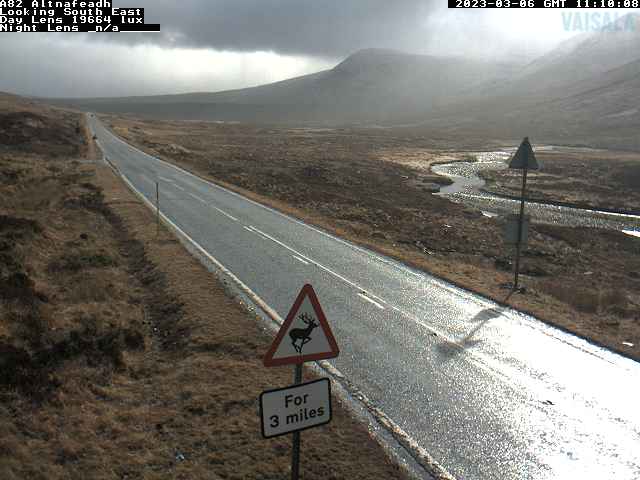 A82 Altnafeadh
Looking South East
Day Lens 19664 lux
Night Lens n/a
2023-03-06 GMT 11:10:08
VAISALA
For
3 miles